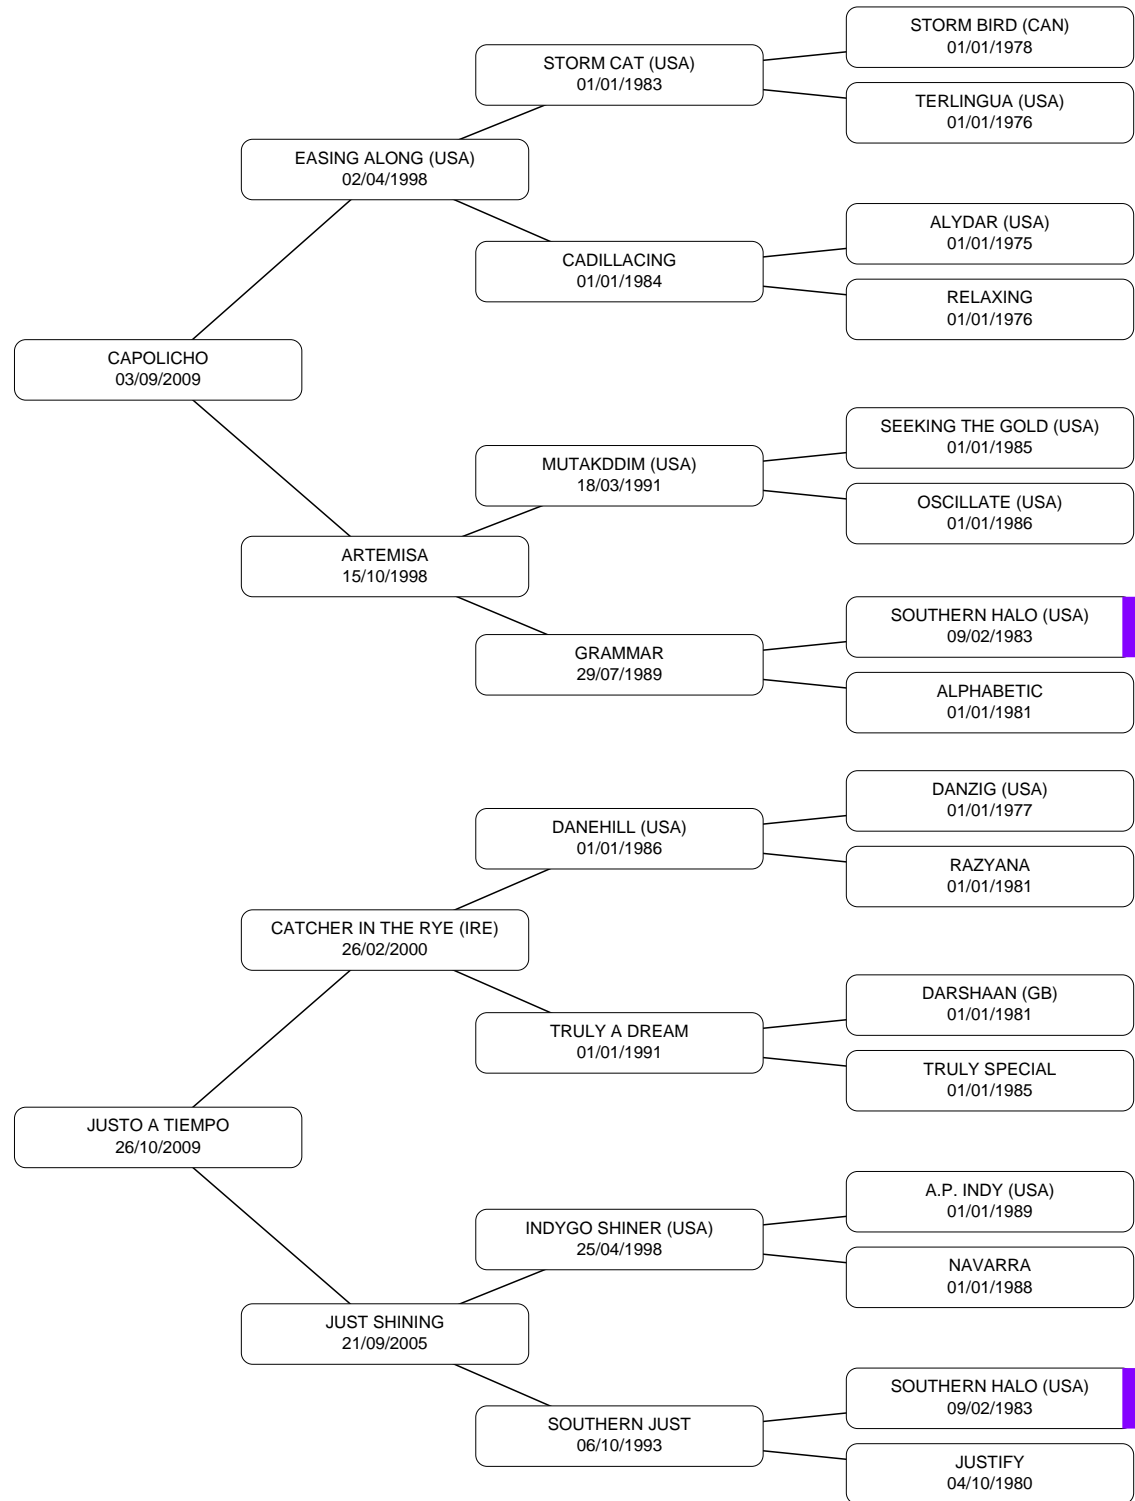 STORM BIRD (CAN)
01/01/1978
STORM CAT (USA)
01/01/1983
TERLINGUA (USA)
01/01/1976
EASING ALONG (USA)
02/04/1998
ALYDAR (USA)
01/01/1975
CADILLACING
01/01/1984
RELAXING
01/01/1976
CAPOLICHO
03/09/2009
SEEKING THE GOLD (USA)
01/01/1985
MUTAKDDIM (USA)
18/03/1991
OSCILLATE (USA)
01/01/1986
ARTEMISA
15/10/1998
SOUTHERN HALO (USA)
09/02/1983
GRAMMAR
29/07/1989
ALPHABETIC
01/01/1981
DANZIG (USA)
01/01/1977
DANEHILL (USA)
01/01/1986
RAZYANA
01/01/1981
CATCHER IN THE RYE (IRE)
26/02/2000
DARSHAAN (GB)
01/01/1981
TRULY A DREAM
01/01/1991
TRULY SPECIAL
01/01/1985
JUSTO A TIEMPO
26/10/2009
A.P. INDY (USA)
01/01/1989
INDYGO SHINER (USA)
25/04/1998
NAVARRA
01/01/1988
JUST SHINING
21/09/2005
SOUTHERN HALO (USA)
09/02/1983
SOUTHERN JUST
06/10/1993
JUSTIFY
04/10/1980